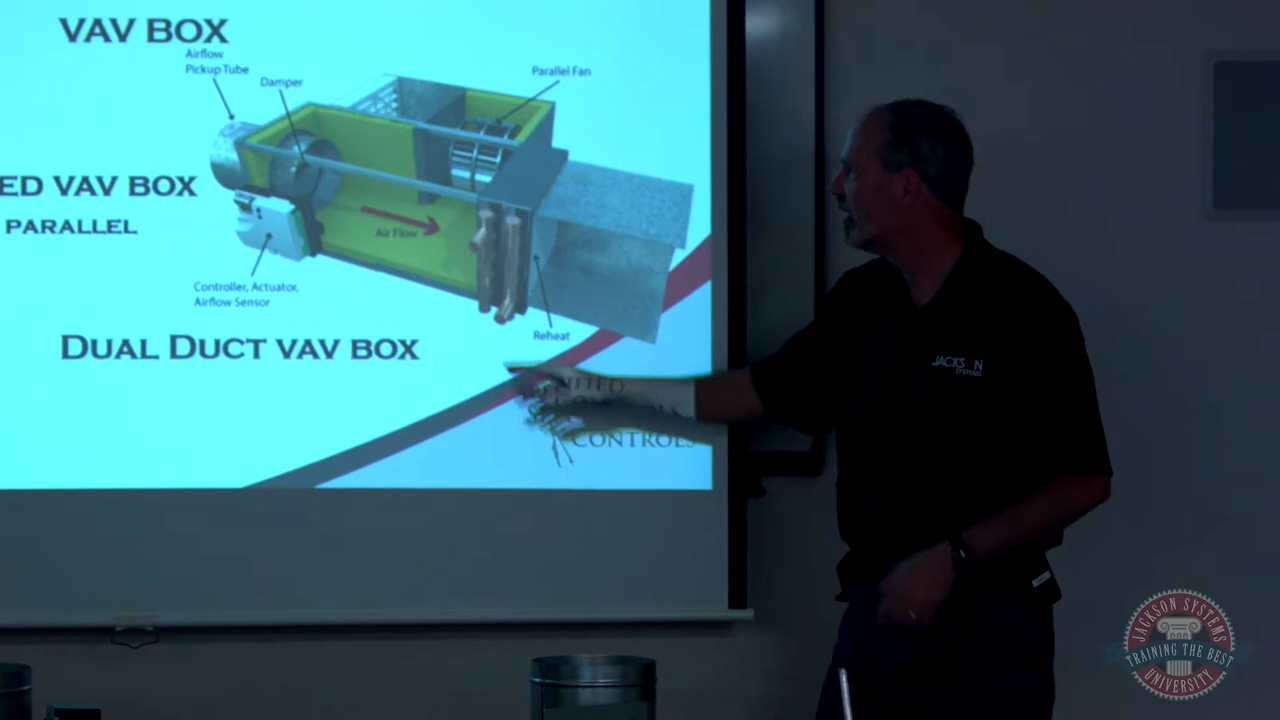 VAV BOX
Airflow
Pickup Tube
Damper
Parallel Fan
ED VAV BOX
PARALLEL
Air Flow
Controller, Actuator,
Airflow Sensor
Reheat
DUAL DUCT VAV BOX
CONTROLS
JACKS N
SYSTEMS
JACKSON SYSTEMS
TRAINING THE BEST
UNIVERSITY